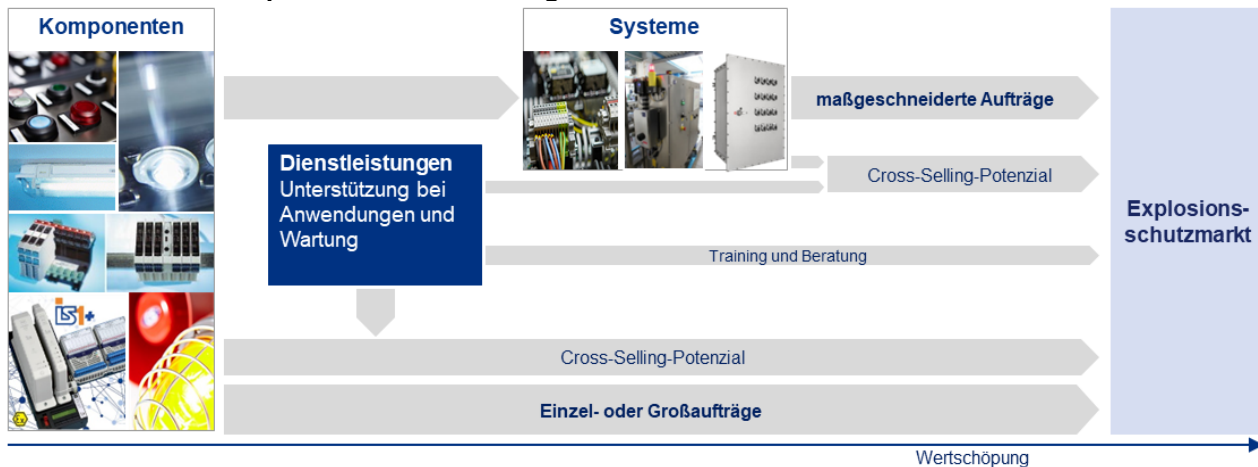 Komponenten
Systeme
maßgeschneiderte Aufträge
Dienstleistungen
Unterstützung bei
Anwendungen und
Wartung
Cross-Selling-Potenzial
Explosions-
schutzmarkt
Training und Beratung
IS1+
Cross-Selling-Potenzial
Einzel- oder Großaufträge
Wertschöpung